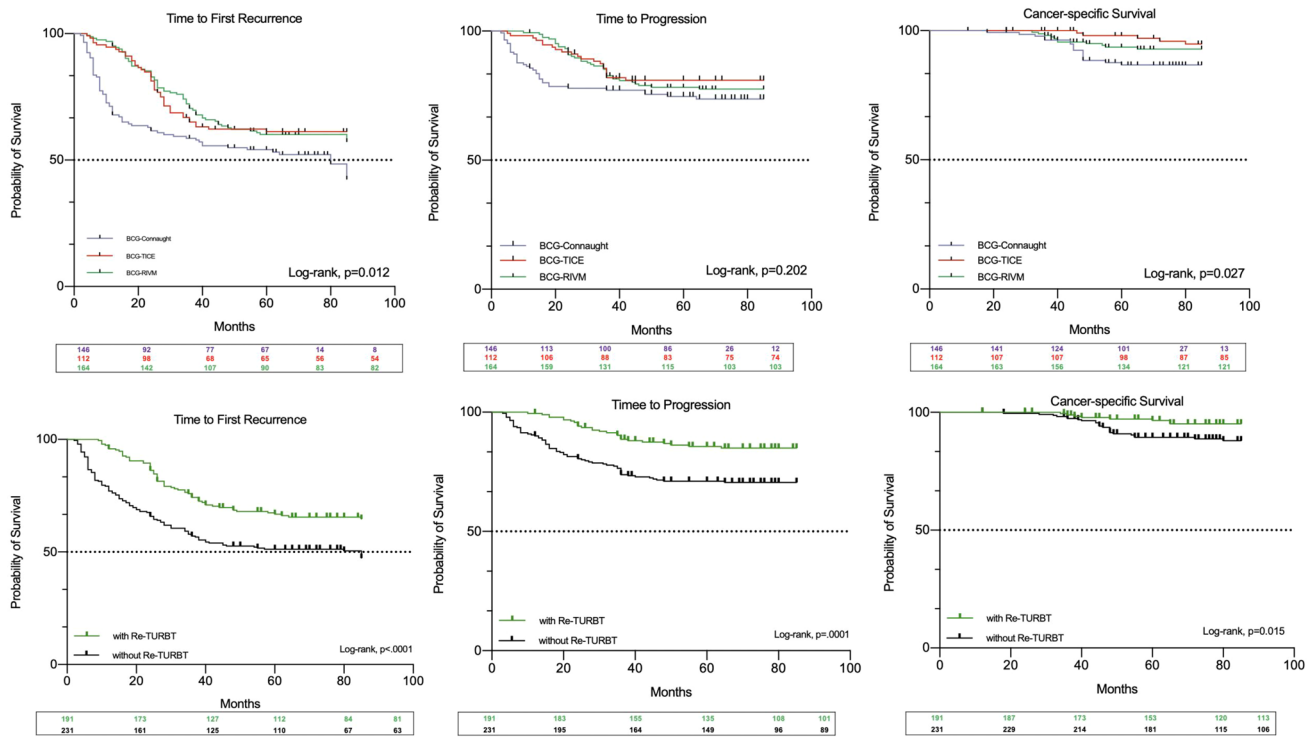 Time to First Recurrence
100
50
0
Probability of Survival
BCG-Connaught
BCG-TICE
BCG-RIVM
Log-rank, p=0.012
0 20 40 60 80 100
Months
146 92 77 67 14 8
112 98 68 65 56 54
164 142 107 90 83 82
Time to Progression
100
50
0
Probability of Survival
BCG-Connaught
BCG-TICE
BCG-RIVM
Log-rank, p=0.202
0 20 40 60 80 100
Months
146 113 100 86 26 12
112 106 88 83 75 74
164 159 131 115 103 103
Cancer-specific Survival
100
50
0
Probability of Survival
BCG-Connaught
BCG-TICE
BCG-RIVM
Log-rank, p=0.027
0 20 40 60 80 100
Months
146 141 124 101 27 13
112 107 107 98 87 85
164 163 156 134 121 121
Time to First Recurrence
100
50
0
Probability of Survival
with Re-TURBT
without Re-TURBT
Log-rank, p<.0001
0 20 40 60 80 100
Months
191 173 127 112 84 81
231 161 125 110 67 63
Timee to Progression
100
50
0
Probability of Survival
with Re-TURBT
without Re-TURBT
Log-rank, p=.0001
0 20 40 60 80 100
Months
191 183 155 135 108 101
231 195 164 149 96 89
Cancer-specific Survival
100
50
0
Probability of Survival
with Re-TURBT
without Re-TURBT
Log-rank, p=0.015
0 20 40 60 80 100
Months
191 187 173 153 120 113
231 229 214 181 115 106